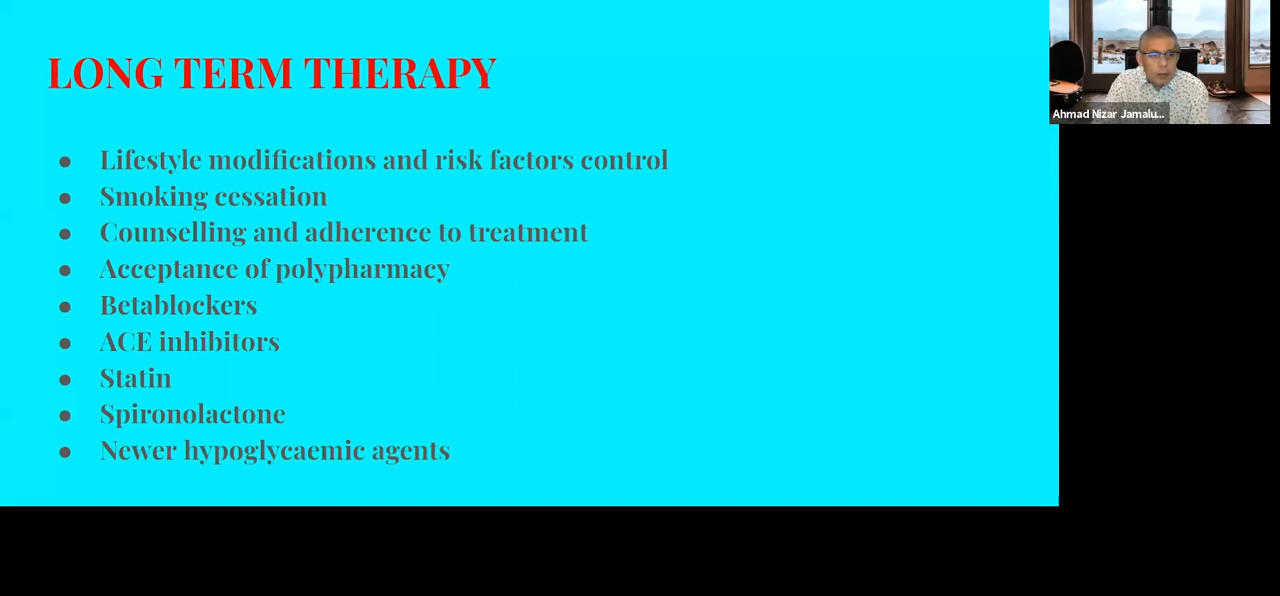 LONG TERM THERAPY
● Lifestyle modifications and risk factors control
● Smoking cessation
● Counselling and adherence to treatment
● Acceptance of polypharmacy
● Betablockers
● ACE inhibitors
● Statin
● Spironolactone
● Newer hypoglycaemic agents
Ahmad Nizar Jamalu...